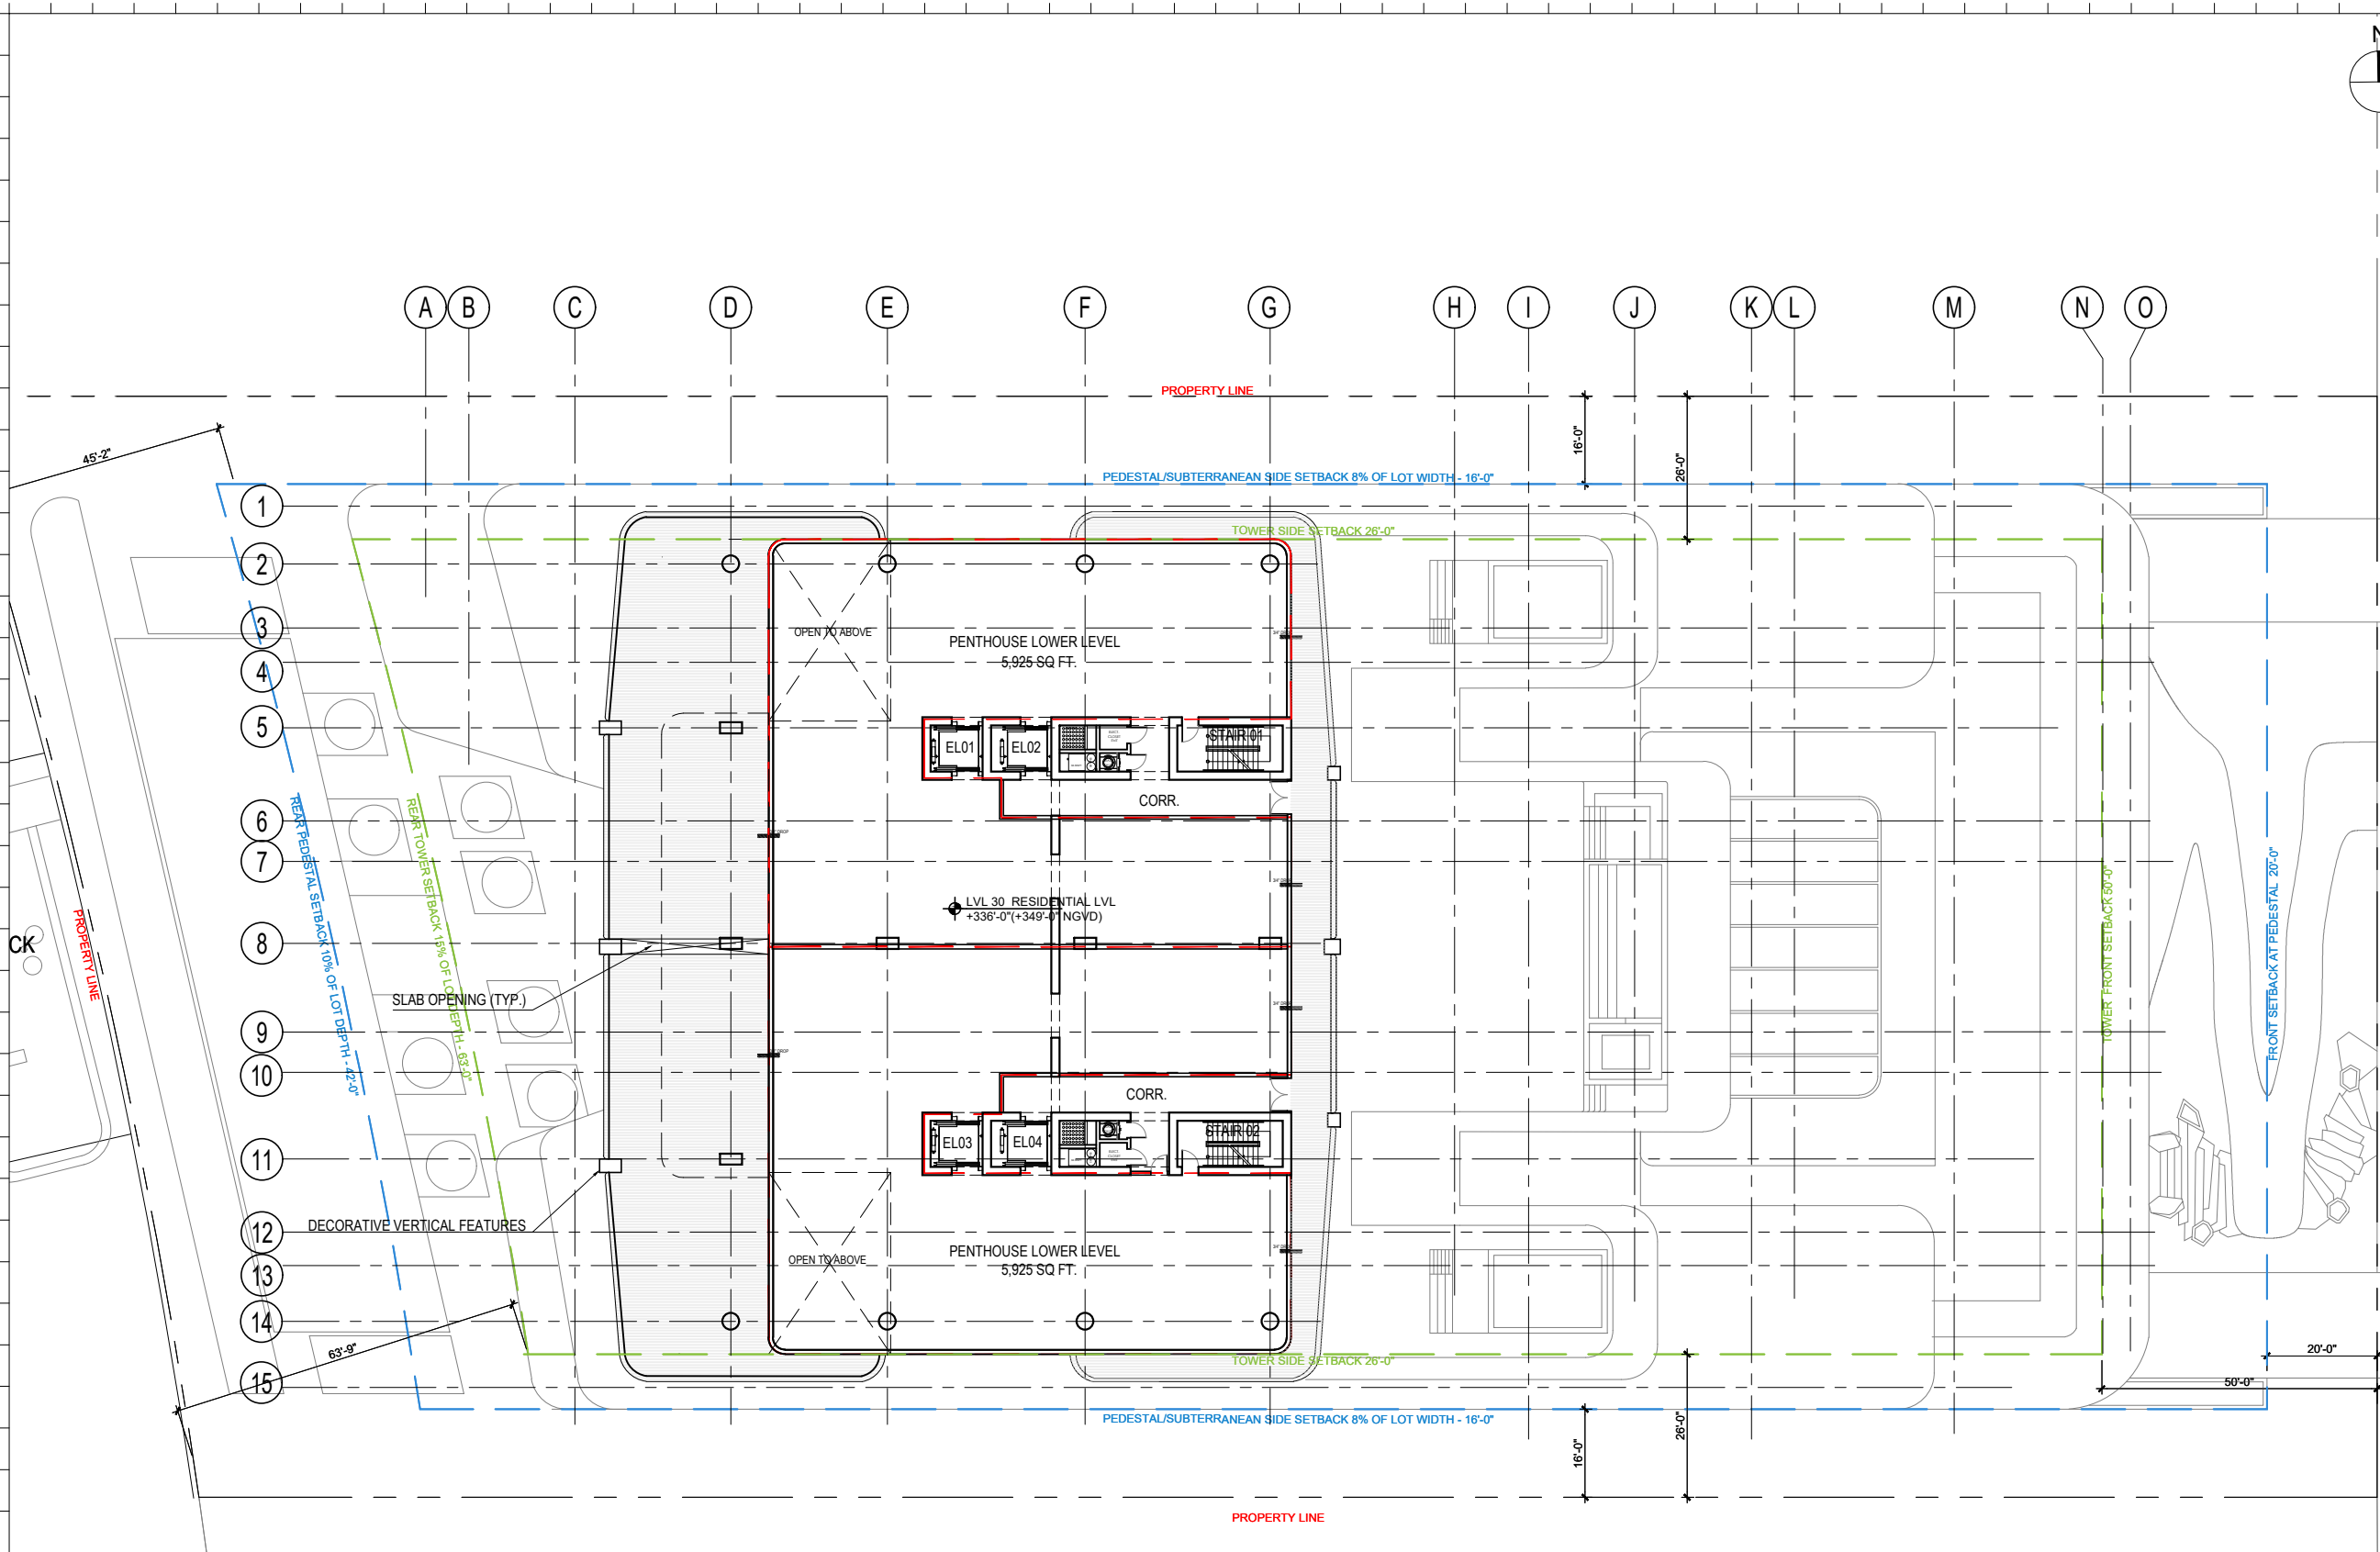 N
A B C D E F G H I J K L M N O
PROPERTY LINE
45'-2"
16'-0"
26'-0"
PEDESTAL/SUBTERRANEAN SIDE SETBACK 8% OF LOT WIDTH - 16'-0"
1
TOWER SIDE SETBACK 26'-0"
2
3
OPEN TO ABOVE
PENTHOUSE LOWER LEVEL
5,925 SQ FT.
4
5
EL01
EL02
STAIR 01
CORR.
6
7
REAR PEDESTAL SETBACK 10% OF LOT DEPTH - 42'-0"
REAR TOWER SETBACK 15% OF LOT DEPTH - 63'-0"
LVL 30 RESIDENTIAL LVL
+336'-0"(+349'-0" NGVD)
TOWER FRONT SETBACK 50'-0"
FRONT SETBACK AT PEDESTAL 20'-0"
CK
PROPERTY LINE
8
SLAB OPENING (TYP.)
9
10
CORR.
EL03
EL04
STAIR 02
11
DECORATIVE VERTICAL FEATURES
12
PENTHOUSE LOWER LEVEL
5,925 SQ FT.
OPEN TO ABOVE
13
14
63'-9"
TOWER SIDE SETBACK 26'-0"
20'-0"
15
50'-0"
PEDESTAL/SUBTERRANEAN SIDE SETBACK 8% OF LOT WIDTH - 16'-0"
16'-0"
26'-0"
PROPERTY LINE